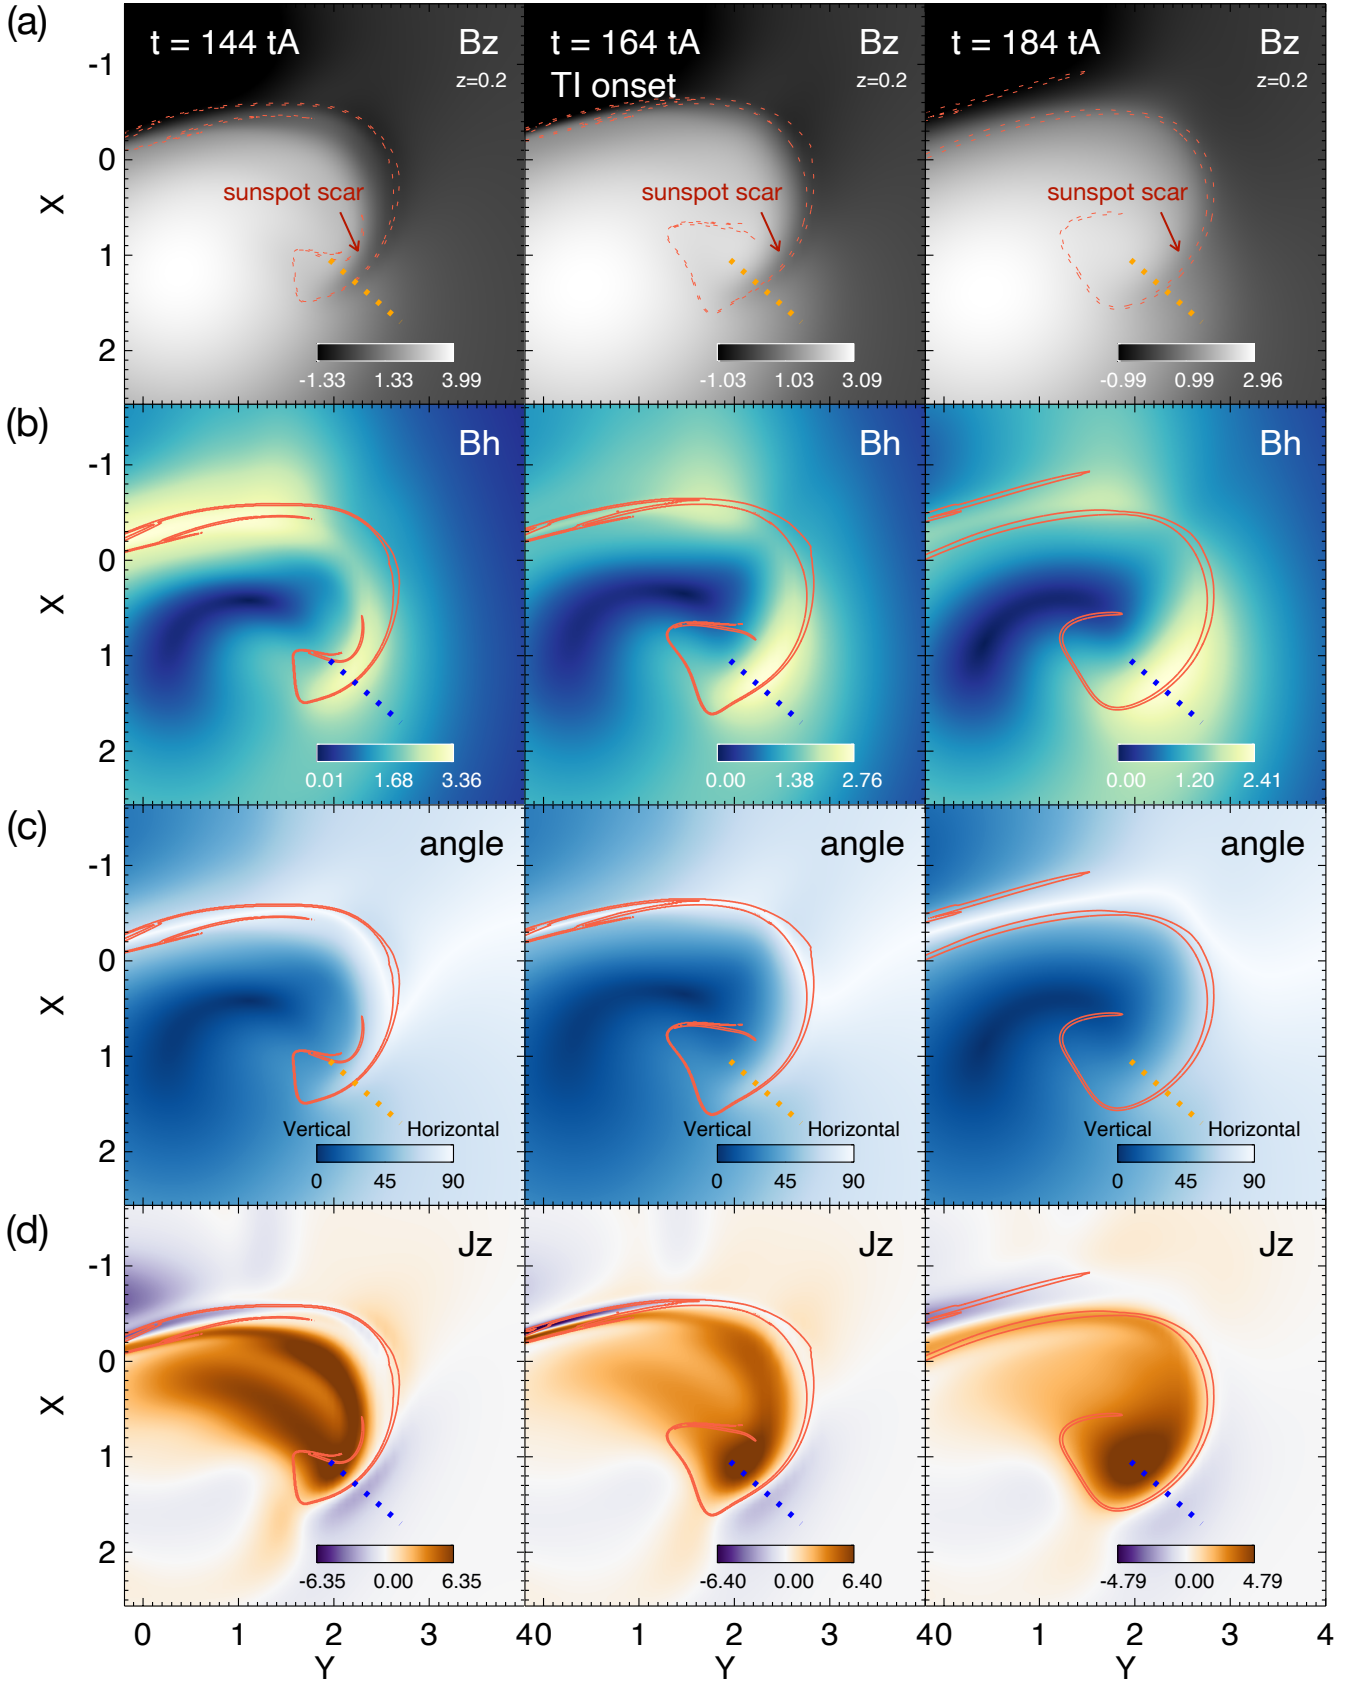 (a)
t = 144 tA
Bz
z=0.2
t = 164 tA
Bz
TI onset
z=0.2
t = 184 tA
Bz
z=0.2
-1
0
1
2
X
sunspot scar
sunspot scar
sunspot scar
-1.33 1.33 3.99
-1.03 1.03 3.09
-0.99 0.99 2.96
(b)
Bh
Bh
Bh
-1
0
1
2
X
0.01 1.68 3.36
0.00 1.38 2.76
0.00 1.20 2.41
(c)
angle
angle
angle
-1
0
1
2
X
Vertical Horizontal
0 45 90
Vertical Horizontal
0 45 90
Vertical Horizontal
0 45 90
(d)
Jz
Jz
Jz
-1
0
1
2
X
-6.35 0.00 6.35
-6.40 0.00 6.40
-4.79 0.00 4.79
0 1 2 3 40 1 2 3 40 1 2 3 4
Y Y Y